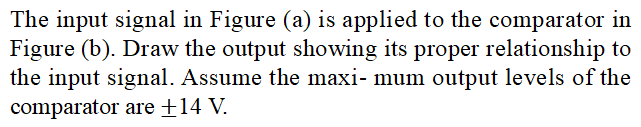 The input signal in Figure (a) is applied to the comparator in
Figure (b). Draw the output showing its proper relationship to
the input signal. Assume the maxi- mum output levels of the
comparator are ±14 V.